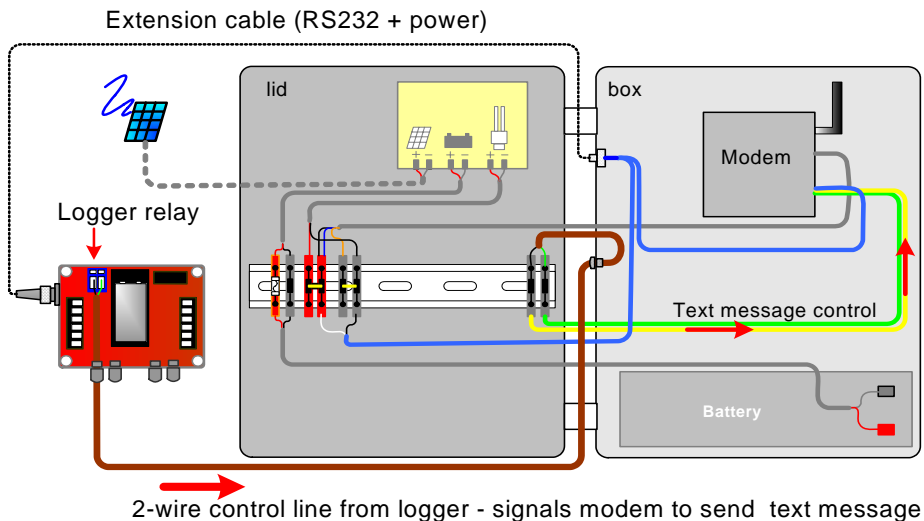 Extension cable (RS232 + power)
lid
box
+ − + − + −
Modem
Logger relay
Text message control
Battery
2-wire control line from logger - signals modem to send text message